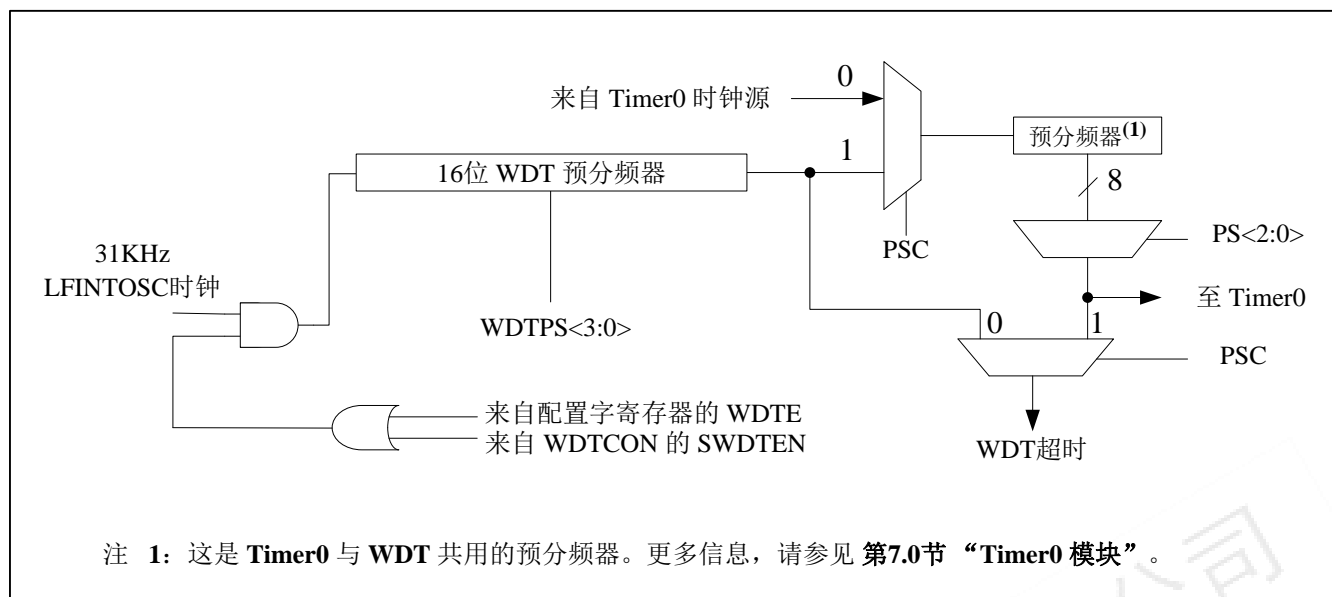 0
来自 Timer0 时钟源
预分频器(1)
1
16位 WDT 预分频器
8
PSC
PS<2:0>
31KHz
LFINTOSC时钟
至 Timer0
WDTPS<3:0>
0
1
PSC
来自配置字寄存器的 WDTE
来自 WDTCON 的 SWDTEN
WDT超时
注 1：这是 Timer0 与 WDT 共用的预分频器。更多信息，请参见 第7.0节 “Timer0 模块”。
公司